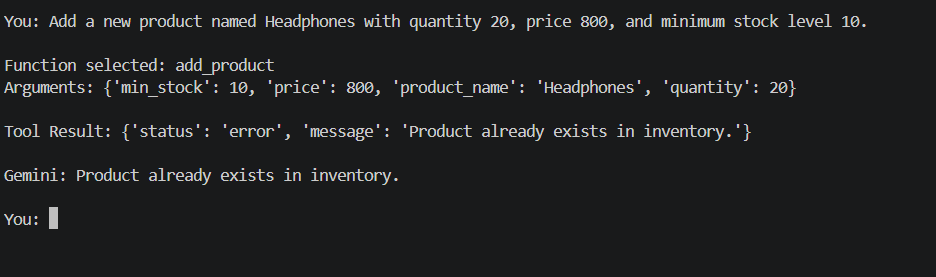 You: Add a new product named Headphones with quantity 20, price 800, and minimum stock level 10.
Function selected: add_product
Arguments: {'min_stock': 10, 'price': 800, 'product_name': 'Headphones', 'quantity': 20}
Tool Result: {'status': 'error', 'message': 'Product already exists in inventory.'}
Gemini: Product already exists in inventory.
You: